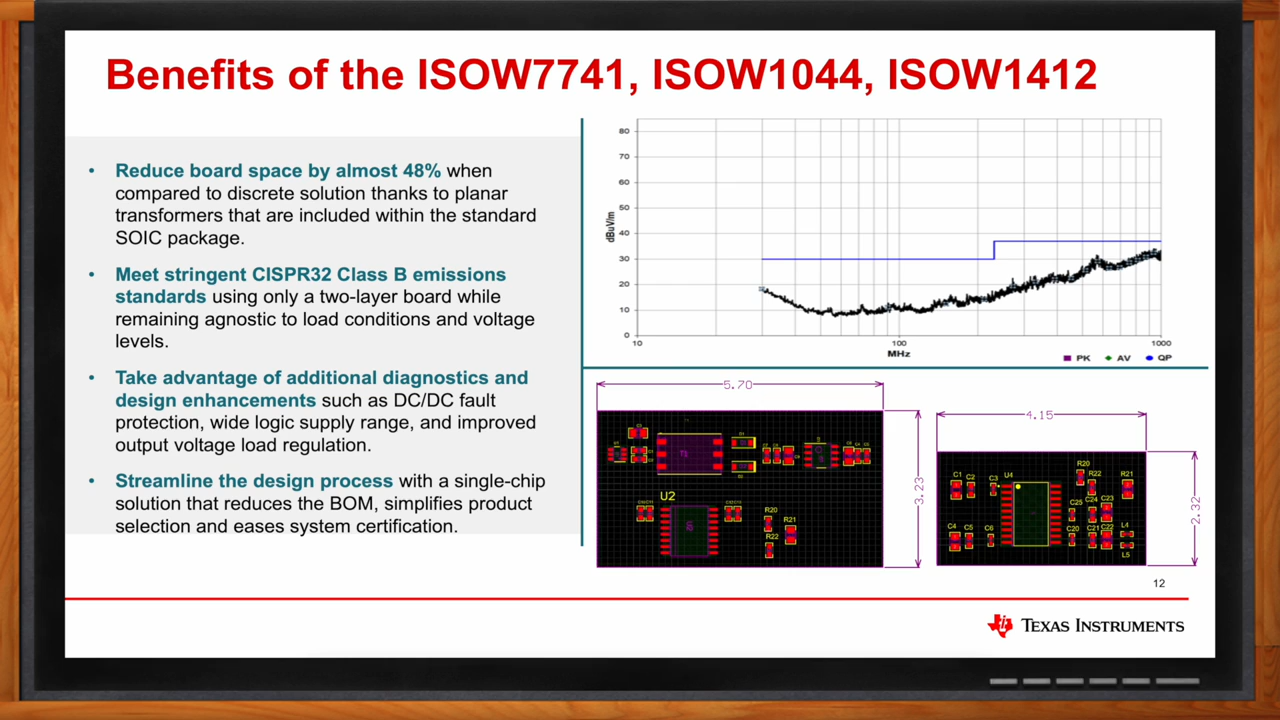 Benefits of the ISOW7741, ISOW1044, ISOW1412
• Reduce board space by almost 48% when
compared to discrete solution thanks to planar
transformers that are included within the standard
SOIC package.
• Meet stringent CISPR32 Class B emissions
standards using only a two-layer board while
remaining agnostic to load conditions and voltage
levels.
• Take advantage of additional diagnostics and
design enhancements such as DC/DC fault
protection, wide logic supply range, and improved
output voltage load regulation.
• Streamline the design process with a single-chip
solution that reduces the BOM, simplifies product
selection and eases system certification.
80
70
60
50
40
30
20
10
0
dBuV/m
10 100 1000
MHz
PK AV QP
5.70
3.23
U2
R20
R21
R22
4.15
2.32
C1 C2 C3 U4 R20 R22 R21
C25 C24 C23
C4 C5 C6 C20 C21 C22 L4
L5
12
TEXAS INSTRUMENTS